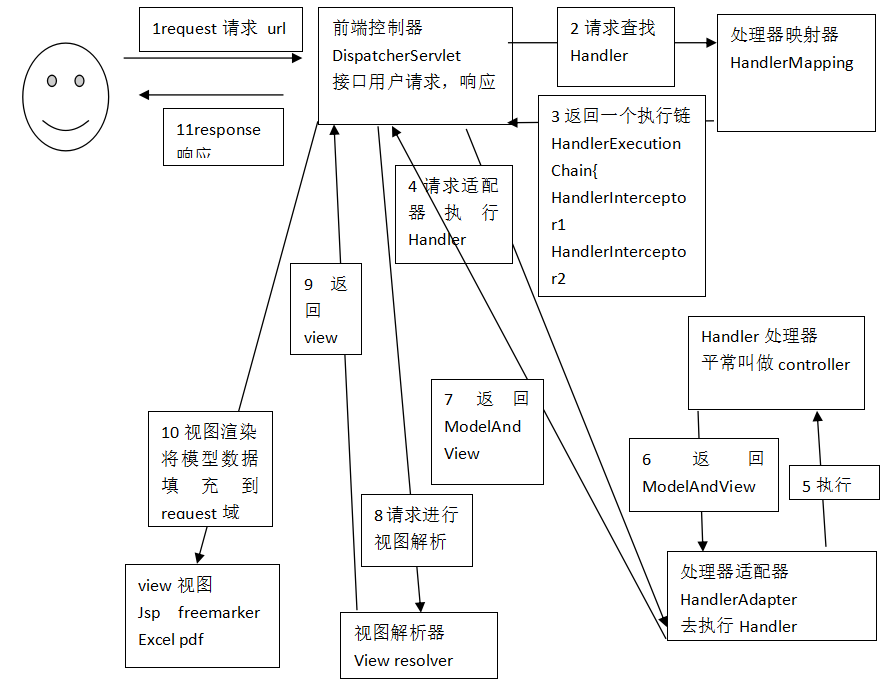 1request 请求 url
前端控制器
DispatcherServlet
接口用户请求，响应
2 请求查找
Handler
处理器映射器
HandlerMapping
11response
响应
3 返回一个执行链
HandlerExecution
Chain{
HandlerIntercepto
r1
HandlerIntercepto
r2
4 请求适配
器 执 行
Handler
9 返
回
view
Handler 处理器
平常叫做 controller
7 返 回
ModelAnd
View
10 视图渲染
将模型数据
填 充 到
request 域
6 返 回
ModelAndView
5 执行
8 请求进行
视图解析
view 视图
Jsp freemarker
Excel pdf
视图解析器
View resolver
处理器适配器
HandlerAdapter
去执行 Handler